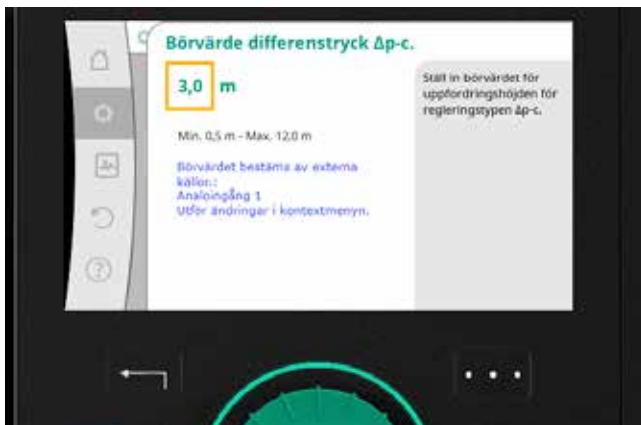 Börvärde differenstryck Δp-c.
3,0 m
Min. 0,5 m - Max. 12,0 m
Börvärdet bestäms av externa
källor.:
Analoingång 1
Utför ändringar i kontextmenyn.
Ställ in börvärdet för
uppfordringshöjden för
regleringstypen Δp-c.